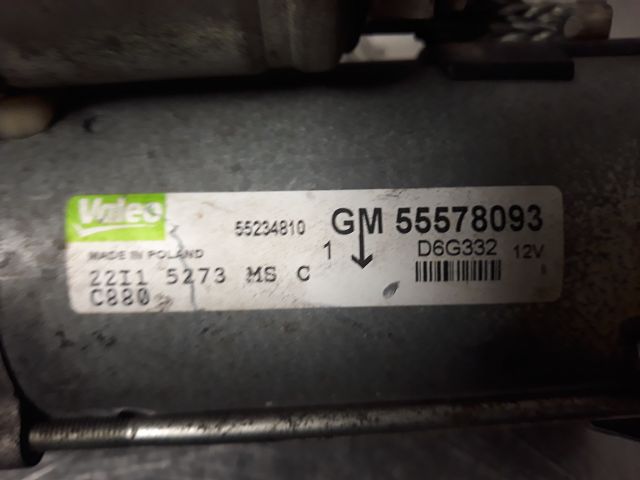 Valeo
55234810 GM 55578093
MADE IN POLAND 1 D6G332 12V
22I1 5273 MS C
C880